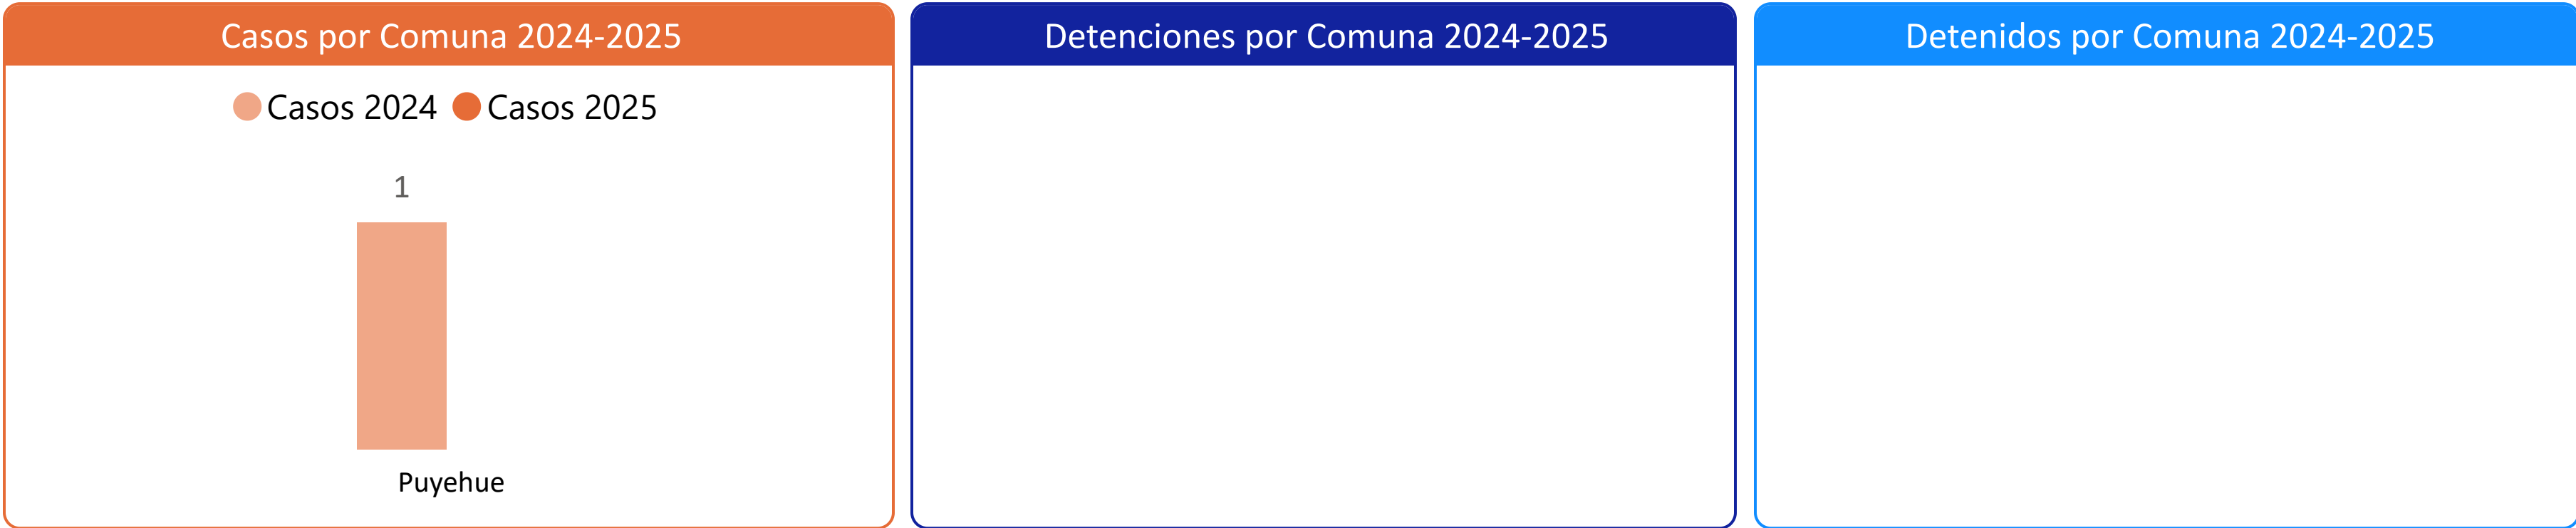 Casos por Comuna 2024-2025
Casos 2024 Casos 2025
1
Puyehue
Detenciones por Comuna 2024-2025
Detenidos por Comuna 2024-2025